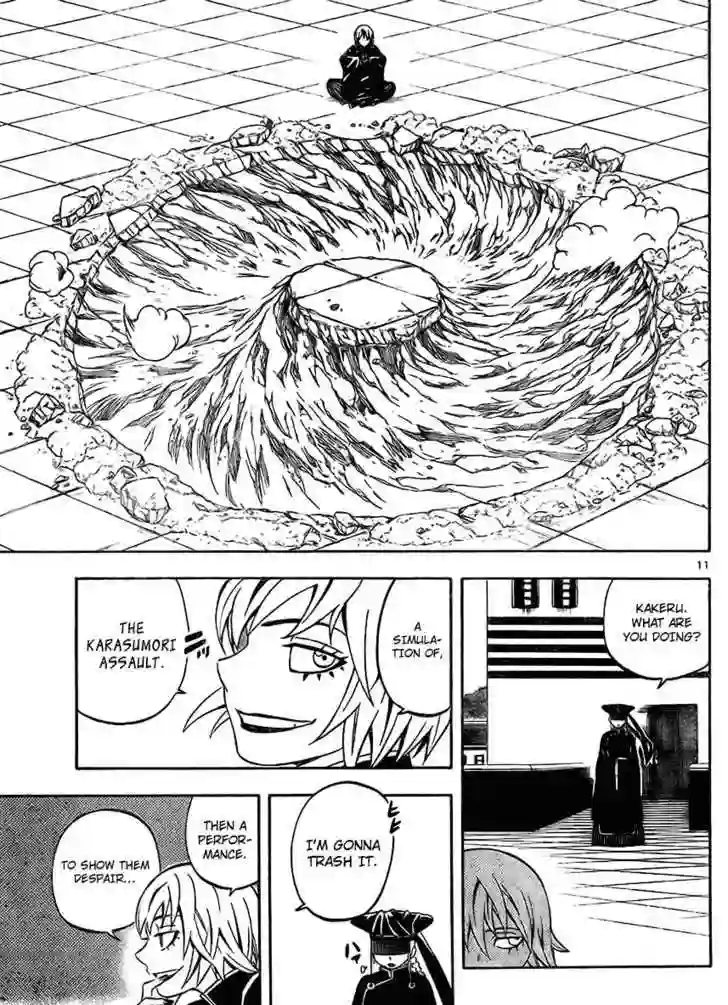 11
KAKERU.
WHAT ARE
YOU DOING?
A
SIMULA-
TION OF,
THE
KARASUMORI
ASSAULT.
I'M GONNA
TRASH IT.
THEN A
PERFOR-
MANCE.
TO SHOW THEM
DESPAIR...